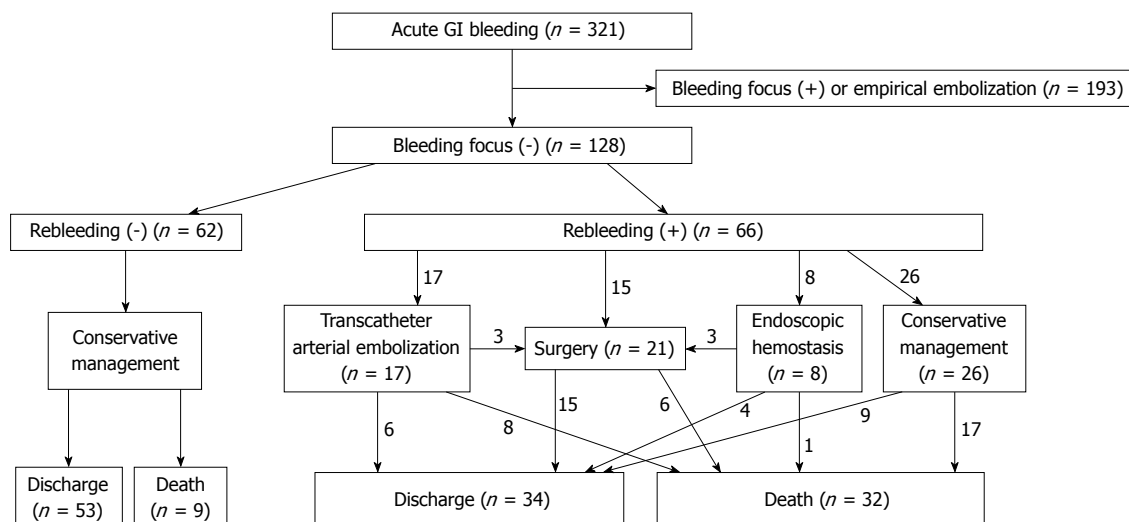 Acute GI bleeding (n = 321)
Bleeding focus (+) or empirical embolization (n = 193)
Bleeding focus (-) (n = 128)
Rebleeding (-) (n = 62)
Rebleeding (+) (n = 66)
17
15
8
26
Conservative
management
Transcatheter
arterial embolization
(n = 17)
3
Surgery (n = 21)
3
Endoscopic
hemostasis
(n = 8)
Conservative
management
(n = 26)
6
8
15
6
4
1
9
17
Discharge
(n = 53)
Death
(n = 9)
Discharge (n = 34)
Death (n = 32)